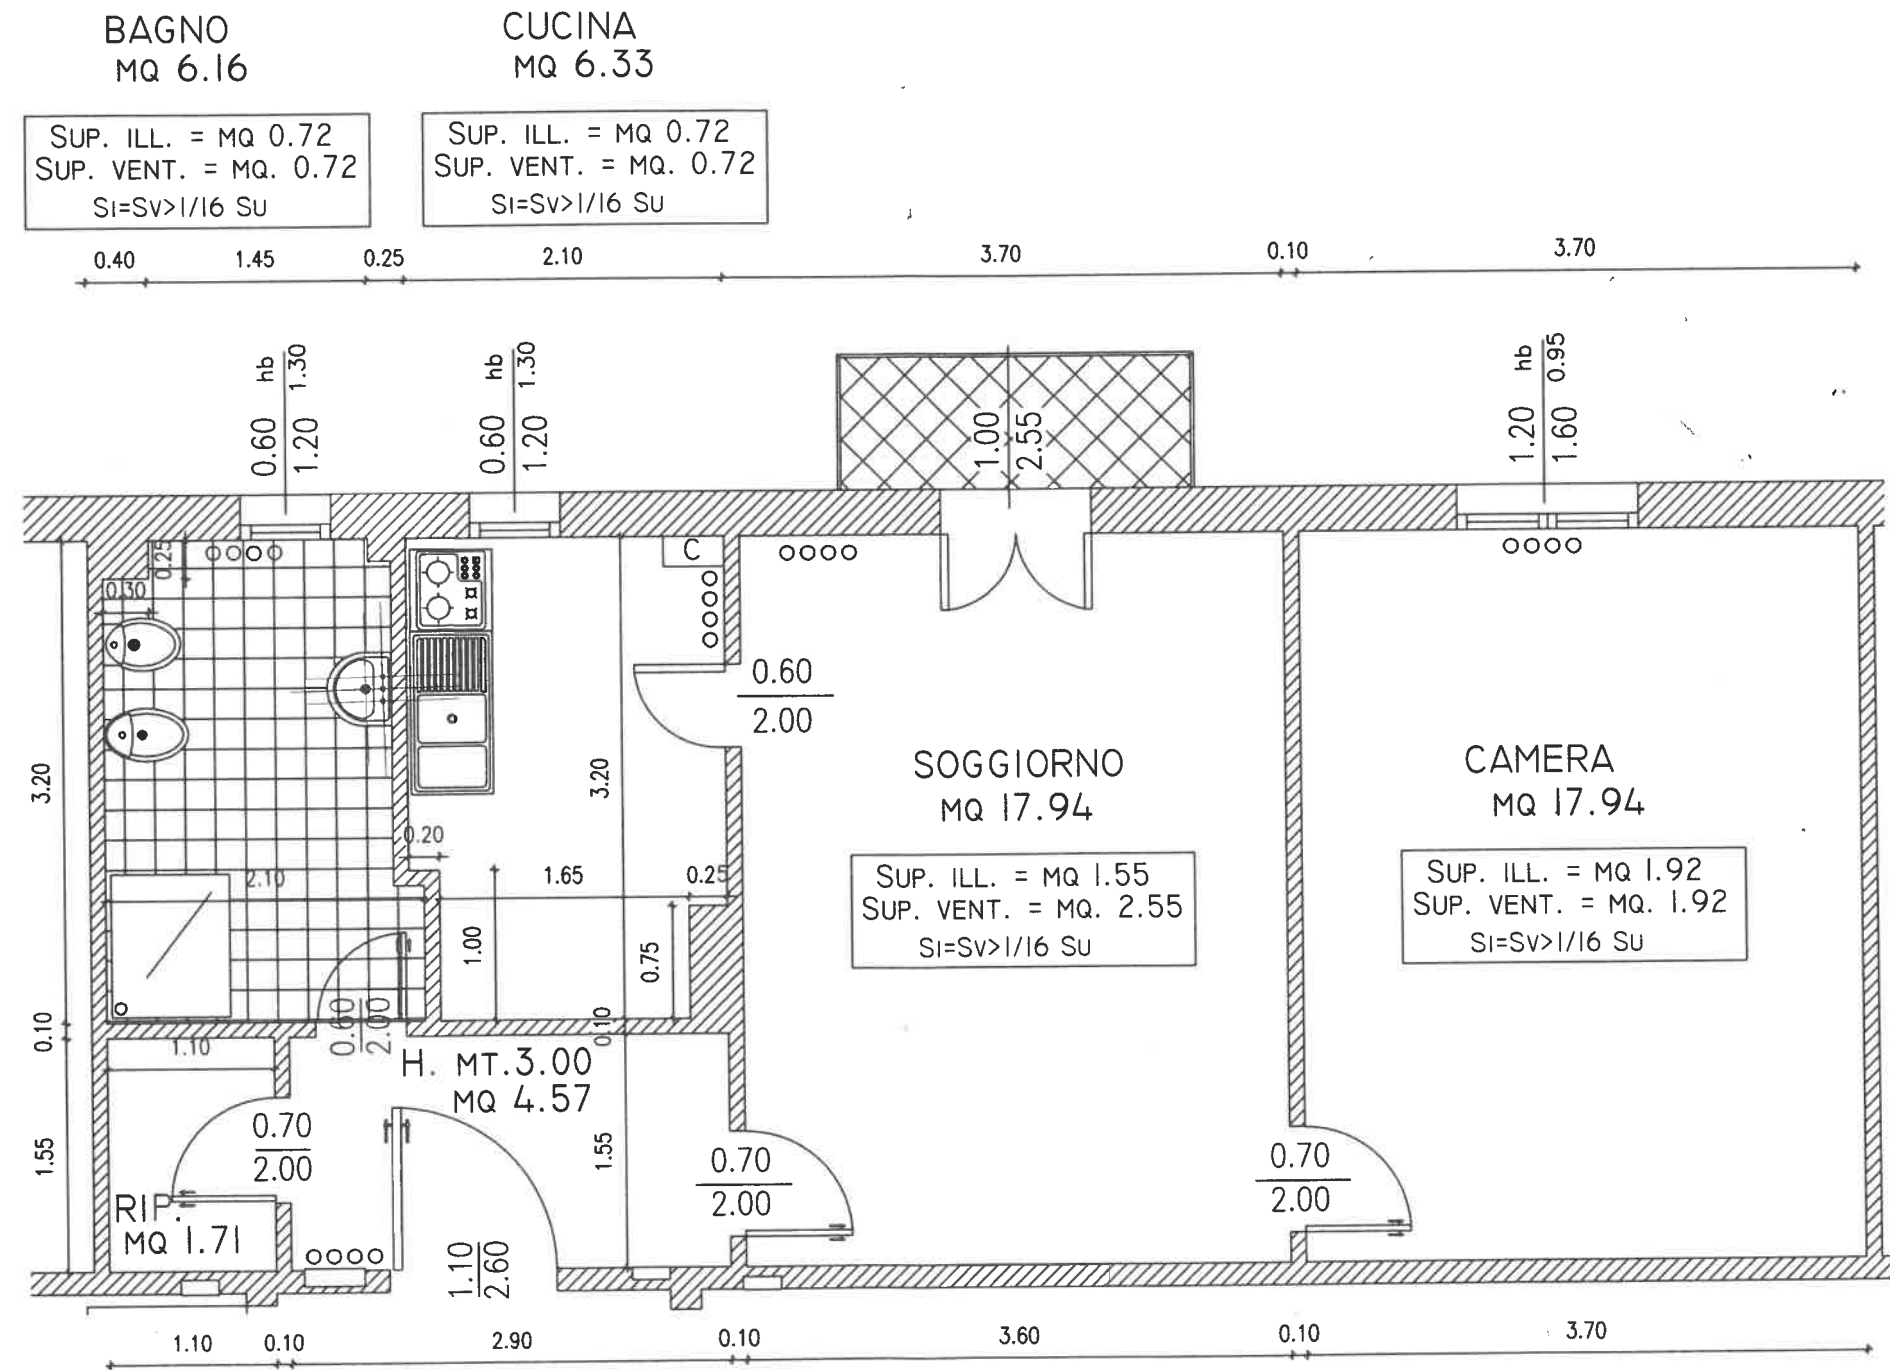 BAGNO
MQ 6.16
CUCINA
MQ 6.33
SUP. ILL. = MQ 0.72
SUP. VENT. = MQ. 0.72
SI=SV>1/16 SU
SUP. ILL. = MQ 0.72
SUP. VENT. = MQ. 0.72
SI=SV>1/16 SU
0.40 1.45 0.25 2.10 3.70 0.10 3.70
0.60 hb
1.20 1.30
0.60 hb
1.20 1.30
1.00
2.55
1.20 hb
1.60 0.95
0.25
0.30
C
0.60
2.00
3.20
3.20
SOGGIORNO
MQ 17.94
SUP. ILL. = MQ 1.55
SUP. VENT. = MQ. 2.55
SI=SV>1/16 SU
CAMERA
MQ 17.94
SUP. ILL. = MQ 1.92
SUP. VENT. = MQ. 1.92
SI=SV>1/16 SU
0.20
2.10
1.65
0.25
1.00
0.75
0.10
0.10
0.60
2.00
1.10
H. MT.3.00
MQ 4.57
0.70
2.00
1.55
1.55
0.70
2.00
0.70
2.00
RIP.
MQ 1.71
1.10
2.60
1.10 0.10 2.90 0.10 3.60 0.10 3.70